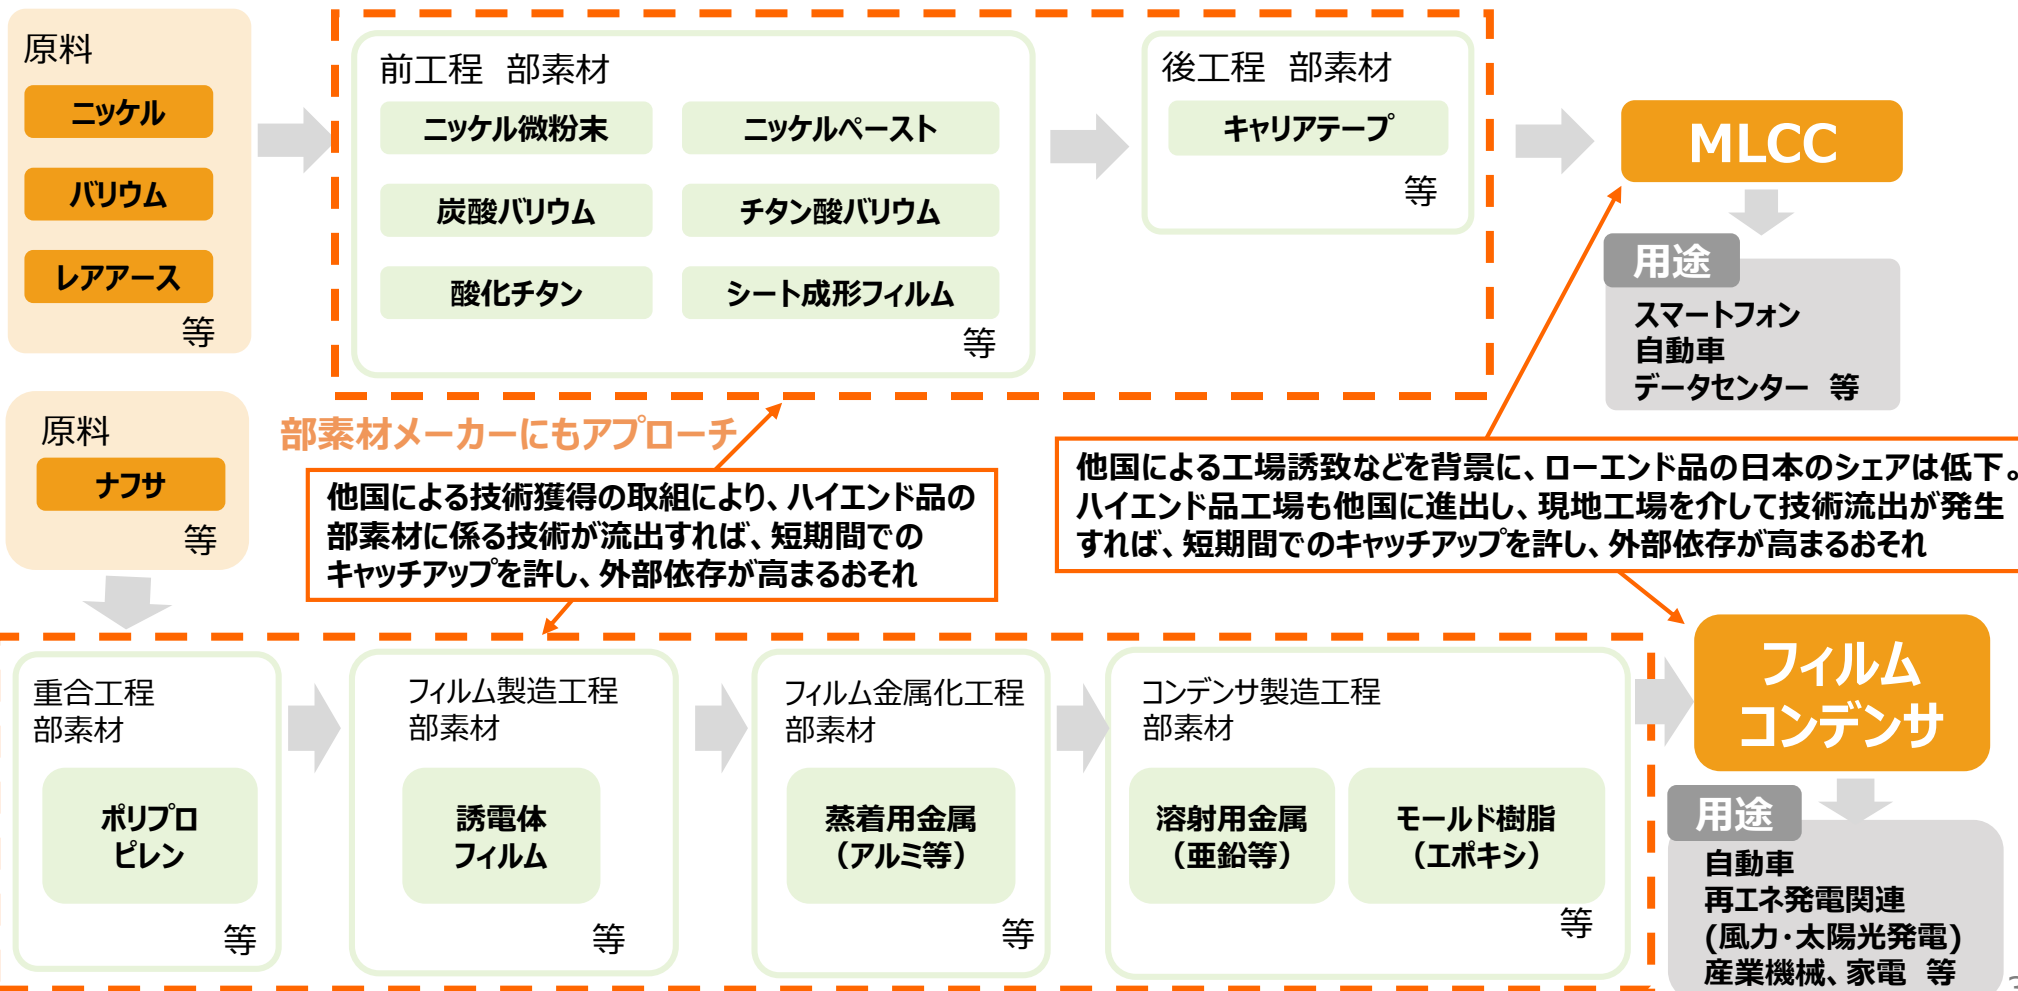 原料
ニッケル
バリウム
レアアース
等
前工程 部素材
ニッケル微粉末
ニッケルペースト
炭酸バリウム
チタン酸バリウム
酸化チタン
シート成形フィルム
等
後工程 部素材
キャリアテープ
等
MLCC
用途
スマートフォン
自動車
データセンター 等
原料
ナフサ
等
部素材メーカーにもアプローチ
他国による技術獲得の取組により、ハイエンド品の
部素材に係る技術が流出すれば、短期間での
キャッチアップを許し、外部依存が高まるおそれ
他国による工場誘致などを背景に、ローエンド品の日本のシェアは低下。
ハイエンド品工場も他国に進出し、現地工場を介して技術流出が発生
すれば、短期間でのキャッチアップを許し、外部依存が高まるおそれ
重合工程
部素材
ポリプロ
ピレン
等
フィルム製造工程
部素材
誘電体
フィルム
等
フィルム金属化工程
部素材
蒸着用金属
（アルミ等）
等
コンデンサ製造工程
部素材
溶射用金属
（亜鉛等）
モールド樹脂
（エポキシ）
等
フィルム
コンデンサ
用途
自動車
再エネ発電関連
(風力・太陽光発電)
産業機械、家電 等